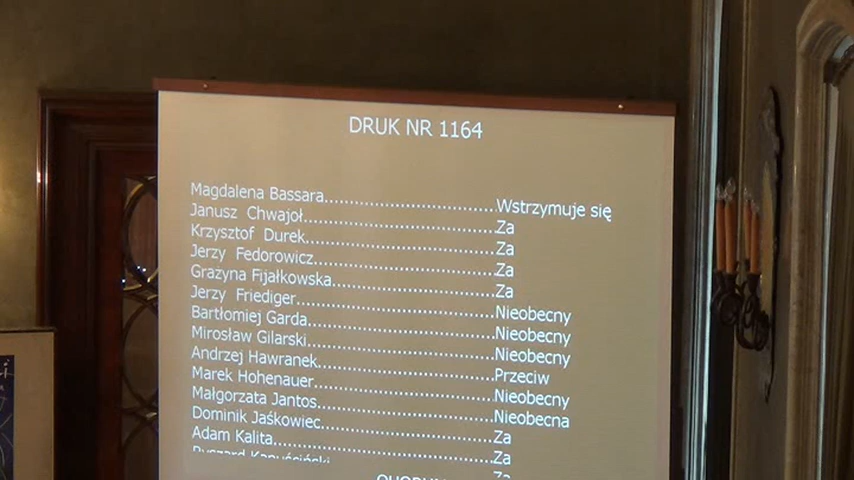 DRUK NR 1164
Magdalena Bassara..................................Wstrzymuje się
Janusz Chwajoł......................................Za
Krzysztof Durek.....................................Za
Jerzy Fedorowicz....................................Za
Grażyna Fijałkowska.................................Za
Jerzy Friediger.......................................Nieobecny
Bartłomiej Garda.....................................Nieobecny
Mirosław Gilarski.....................................Nieobecny
Andrzej Hawranek...................................Przeciw
Marek Hohenauer....................................Nieobecny
Małgorzata Jantos...................................Nieobecna
Dominik Jaśkowiec..................................Za
Adam Kalita...........................................Za
Ryszard Kapuściński Za